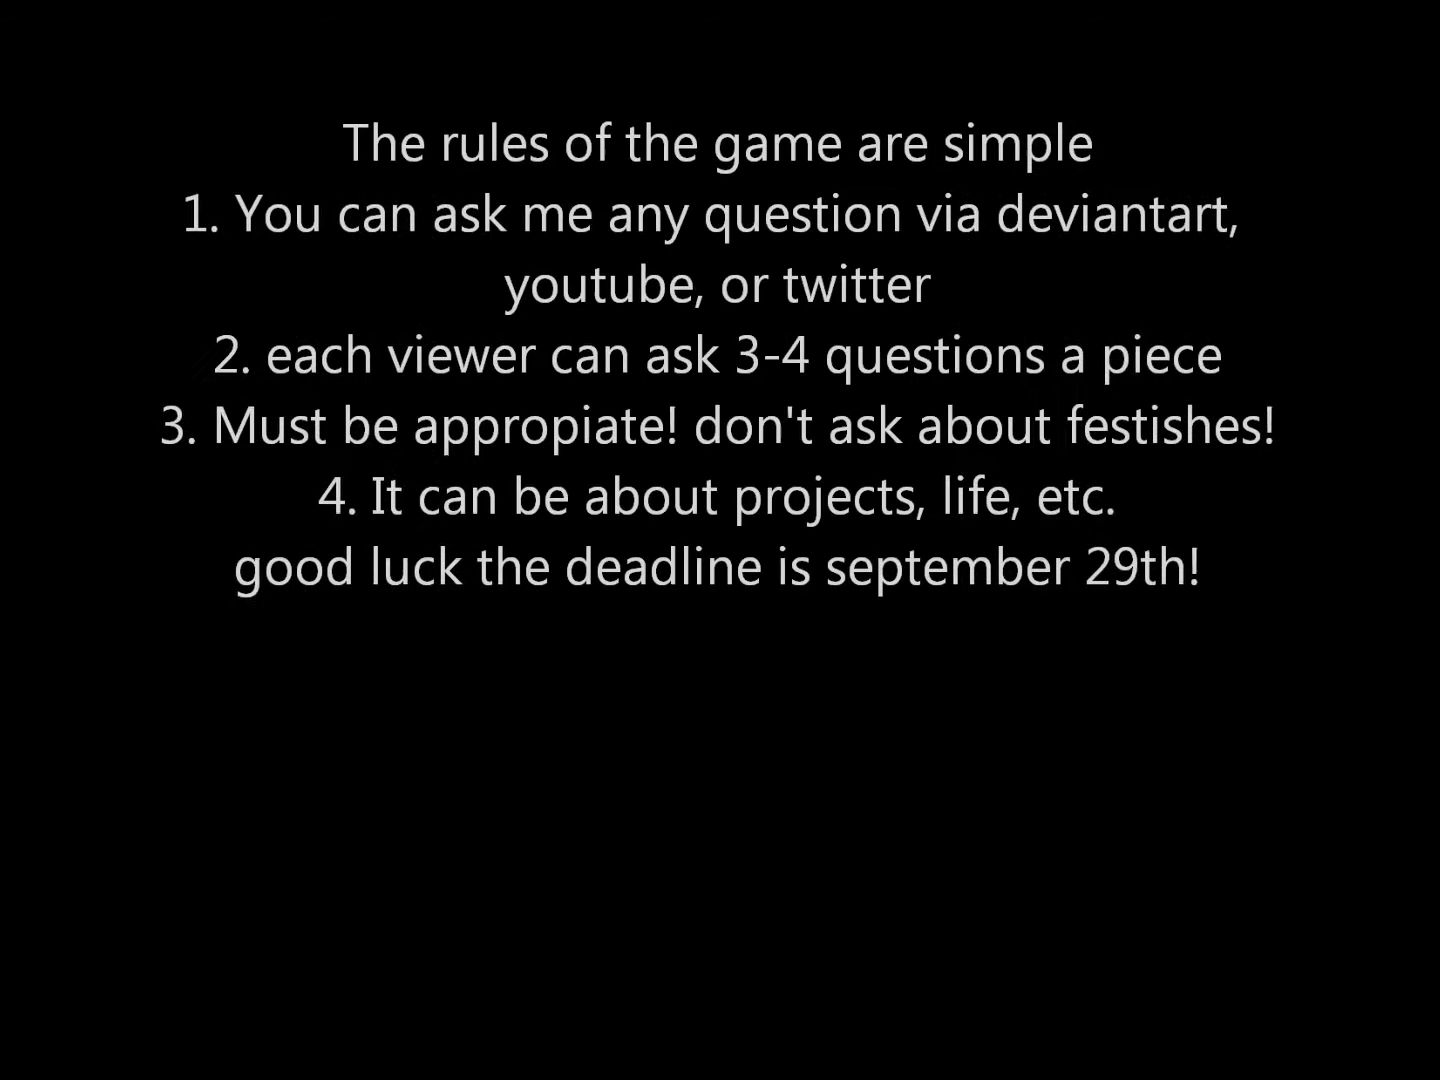 The rules of the game are simple
1. You can ask me any question via deviantart,
youtube, or twitter
2. each viewer can ask 3-4 questions a piece
3. Must be appropiate! don't ask about festishes!
4. It can be about projects, life, etc.
good luck the deadline is september 29th!